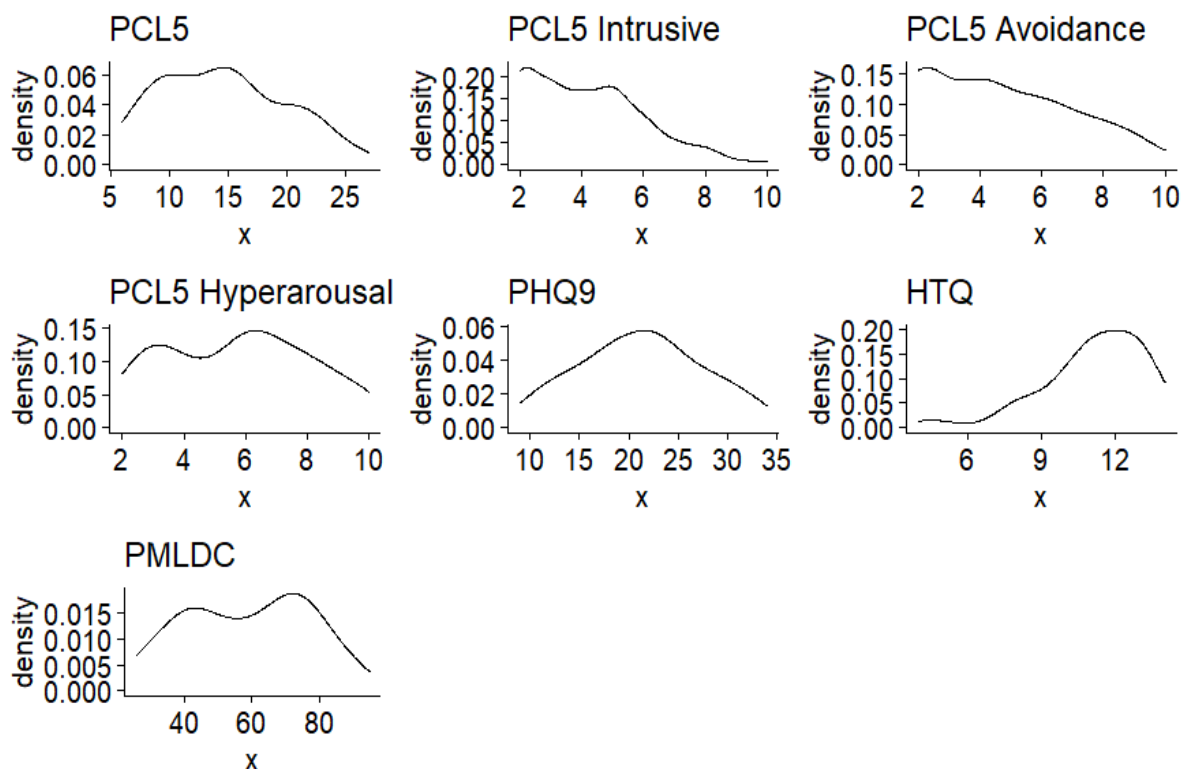 PCL5
density
0.06
0.04
0.02
0.00
5 10 15 20 25
x
PCL5 Intrusive
density
0.20
0.15
0.10
0.05
0.00
2 4 6 8 10
x
PCL5 Avoidance
density
0.15
0.10
0.05
0.00
2 4 6 8 10
x
PCL5 Hyperarousal
density
0.15
0.10
0.05
0.00
2 4 6 8 10
x
PHQ9
density
0.06
0.04
0.02
0.00
10 15 20 25 30 35
x
HTQ
density
0.20
0.15
0.10
0.05
0.00
6 9 12
x
PMLDC
density
0.015
0.010
0.005
0.000
40 60 80
x